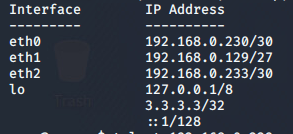 Interface IP Address
--------- ----------
eth0 192.168.0.230/30
eth1 192.168.0.129/27
eth2 192.168.0.233/30
lo 127.0.0.1/8
3.3.3.3/32
::1/128